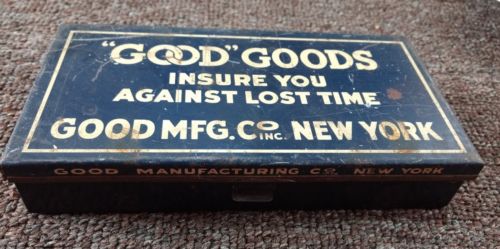 "GOOD" GOODS
INSURE YOU
AGAINST LOST TIME
GOOD MFG. CO INC. NEW YORK
GOOD MANUFACTURING CO. NEW YORK